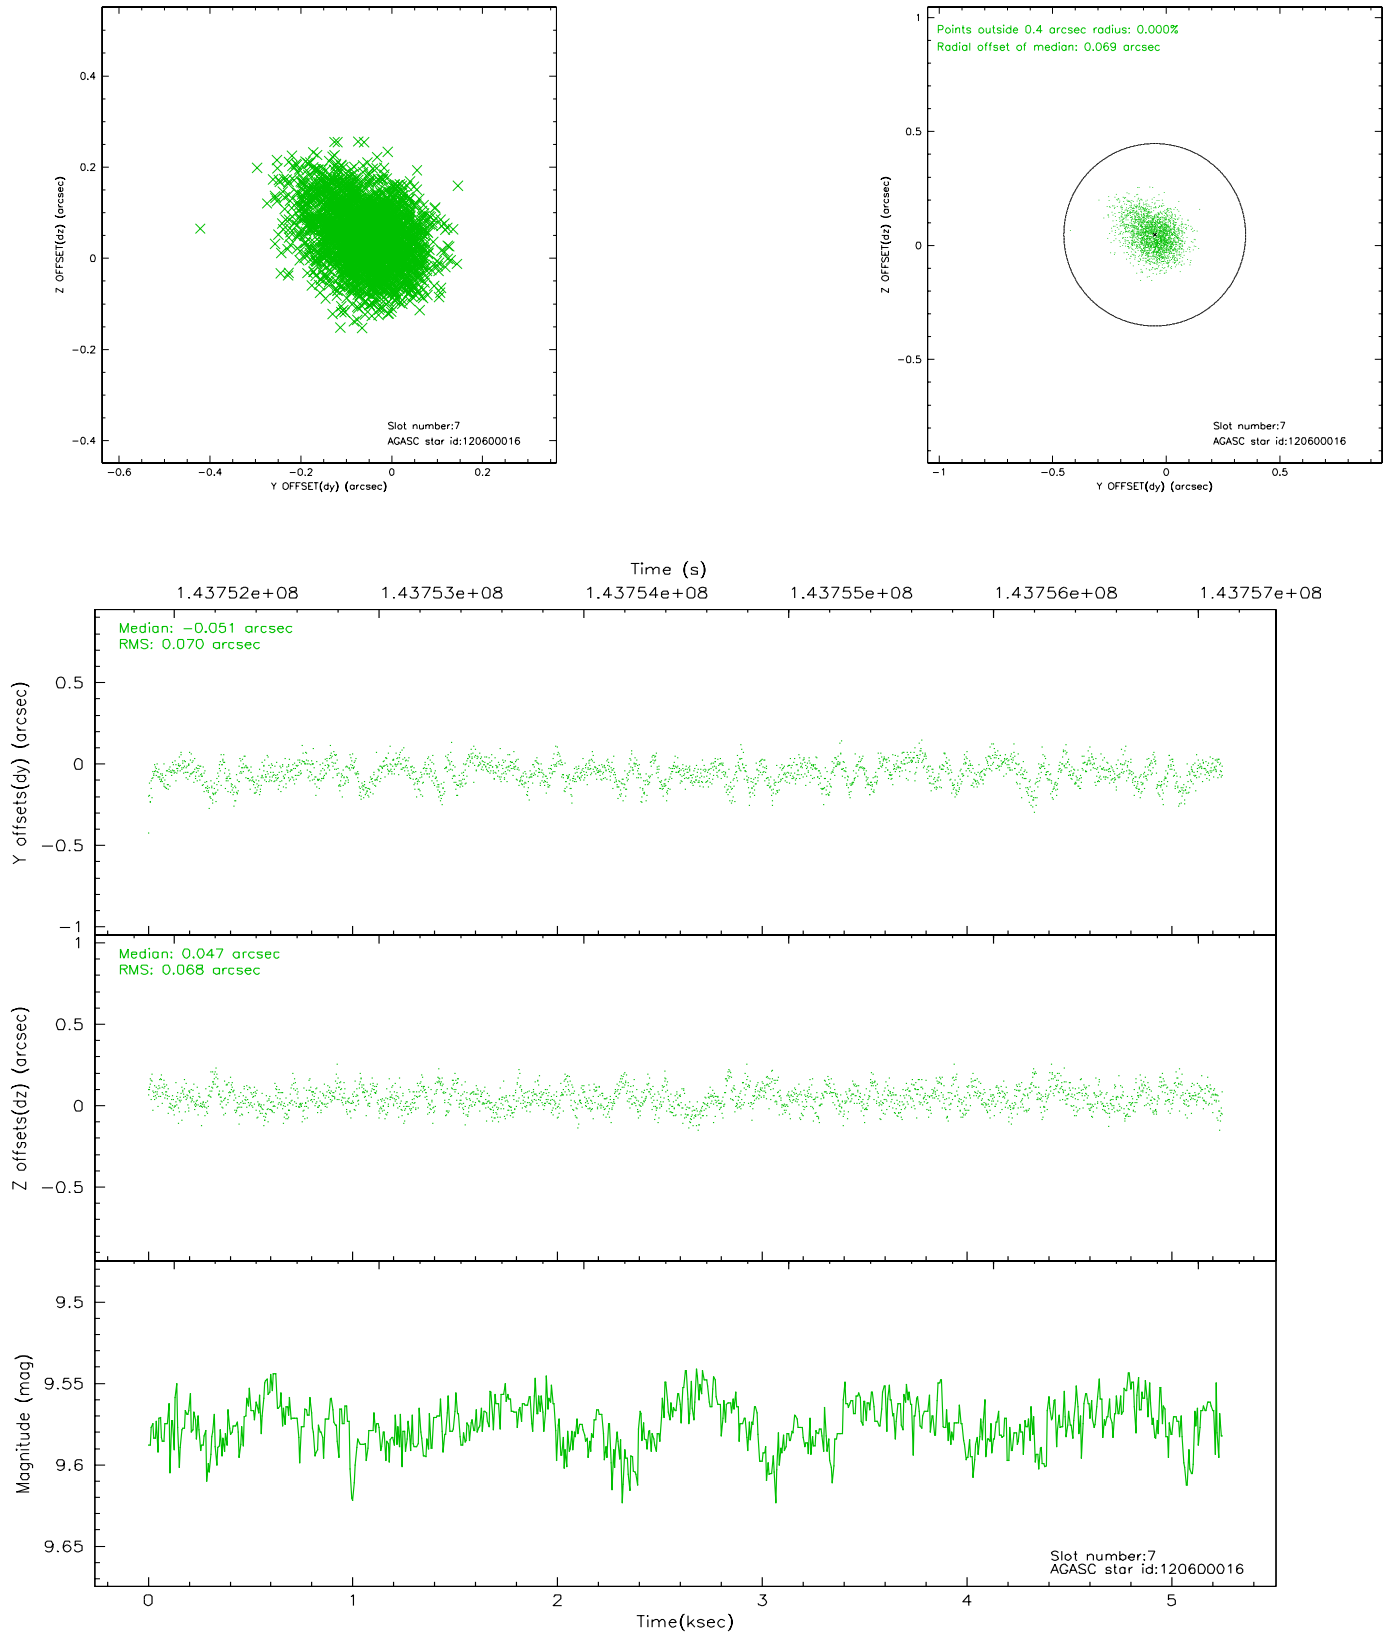 0.4
0.2
0
−0.2
−0.4
Z OFFSET(dz) (arcsec)
Slot number:7
AGASC star id:120600016
−0.6 −0.4 −0.2 0 0.2
Y OFFSET(dy) (arcsec)
Points outside 0.4 arcsec radius: 0.000%
Radial offset of median: 0.069 arcsec
1
0.5
0
−0.5
Z OFFSET(dz) (arcsec)
Slot number:7
AGASC star id:120600016
−1 −0.5 0 0.5
Y OFFSET(dy) (arcsec)
Time (s)
1.43752e+08 1.43753e+08 1.43754e+08 1.43755e+08 1.43756e+08 1.43757e+08
Median: −0.051 arcsec
RMS: 0.070 arcsec
0.5
0
−0.5
−1
Y offsets(dy) (arcsec)
Median: 0.047 arcsec
RMS: 0.068 arcsec
1
0.5
0
−0.5
Z offsets(dz) (arcsec)
9.5
9.55
9.6
9.65
Magnitude (mag)
Slot number:7
AGASC star id:120600016
0 1 2 3 4 5
Time(ksec)